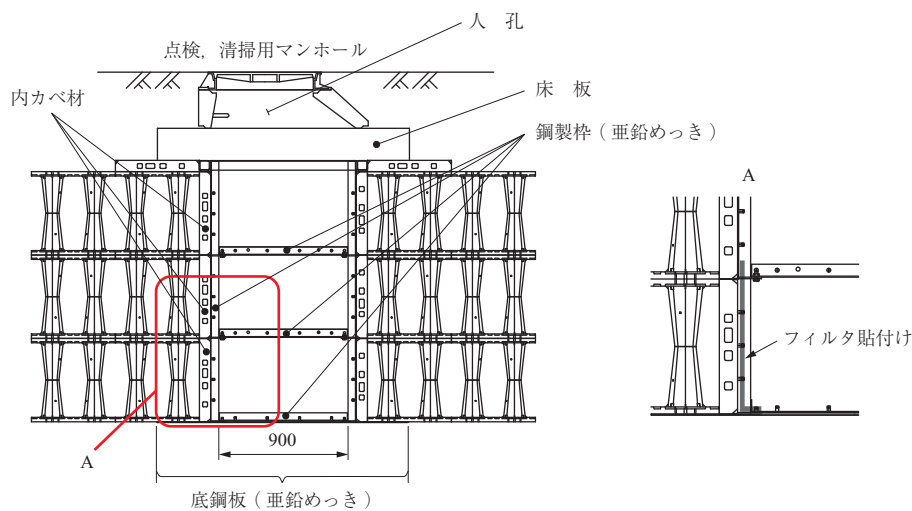 人　孔
点検，清掃用マンホール
床　板
内カベ材
鋼製枠（亜鉛めっき）
A
フィルタ貼付け
900
A
底鋼板（亜鉛めっき）